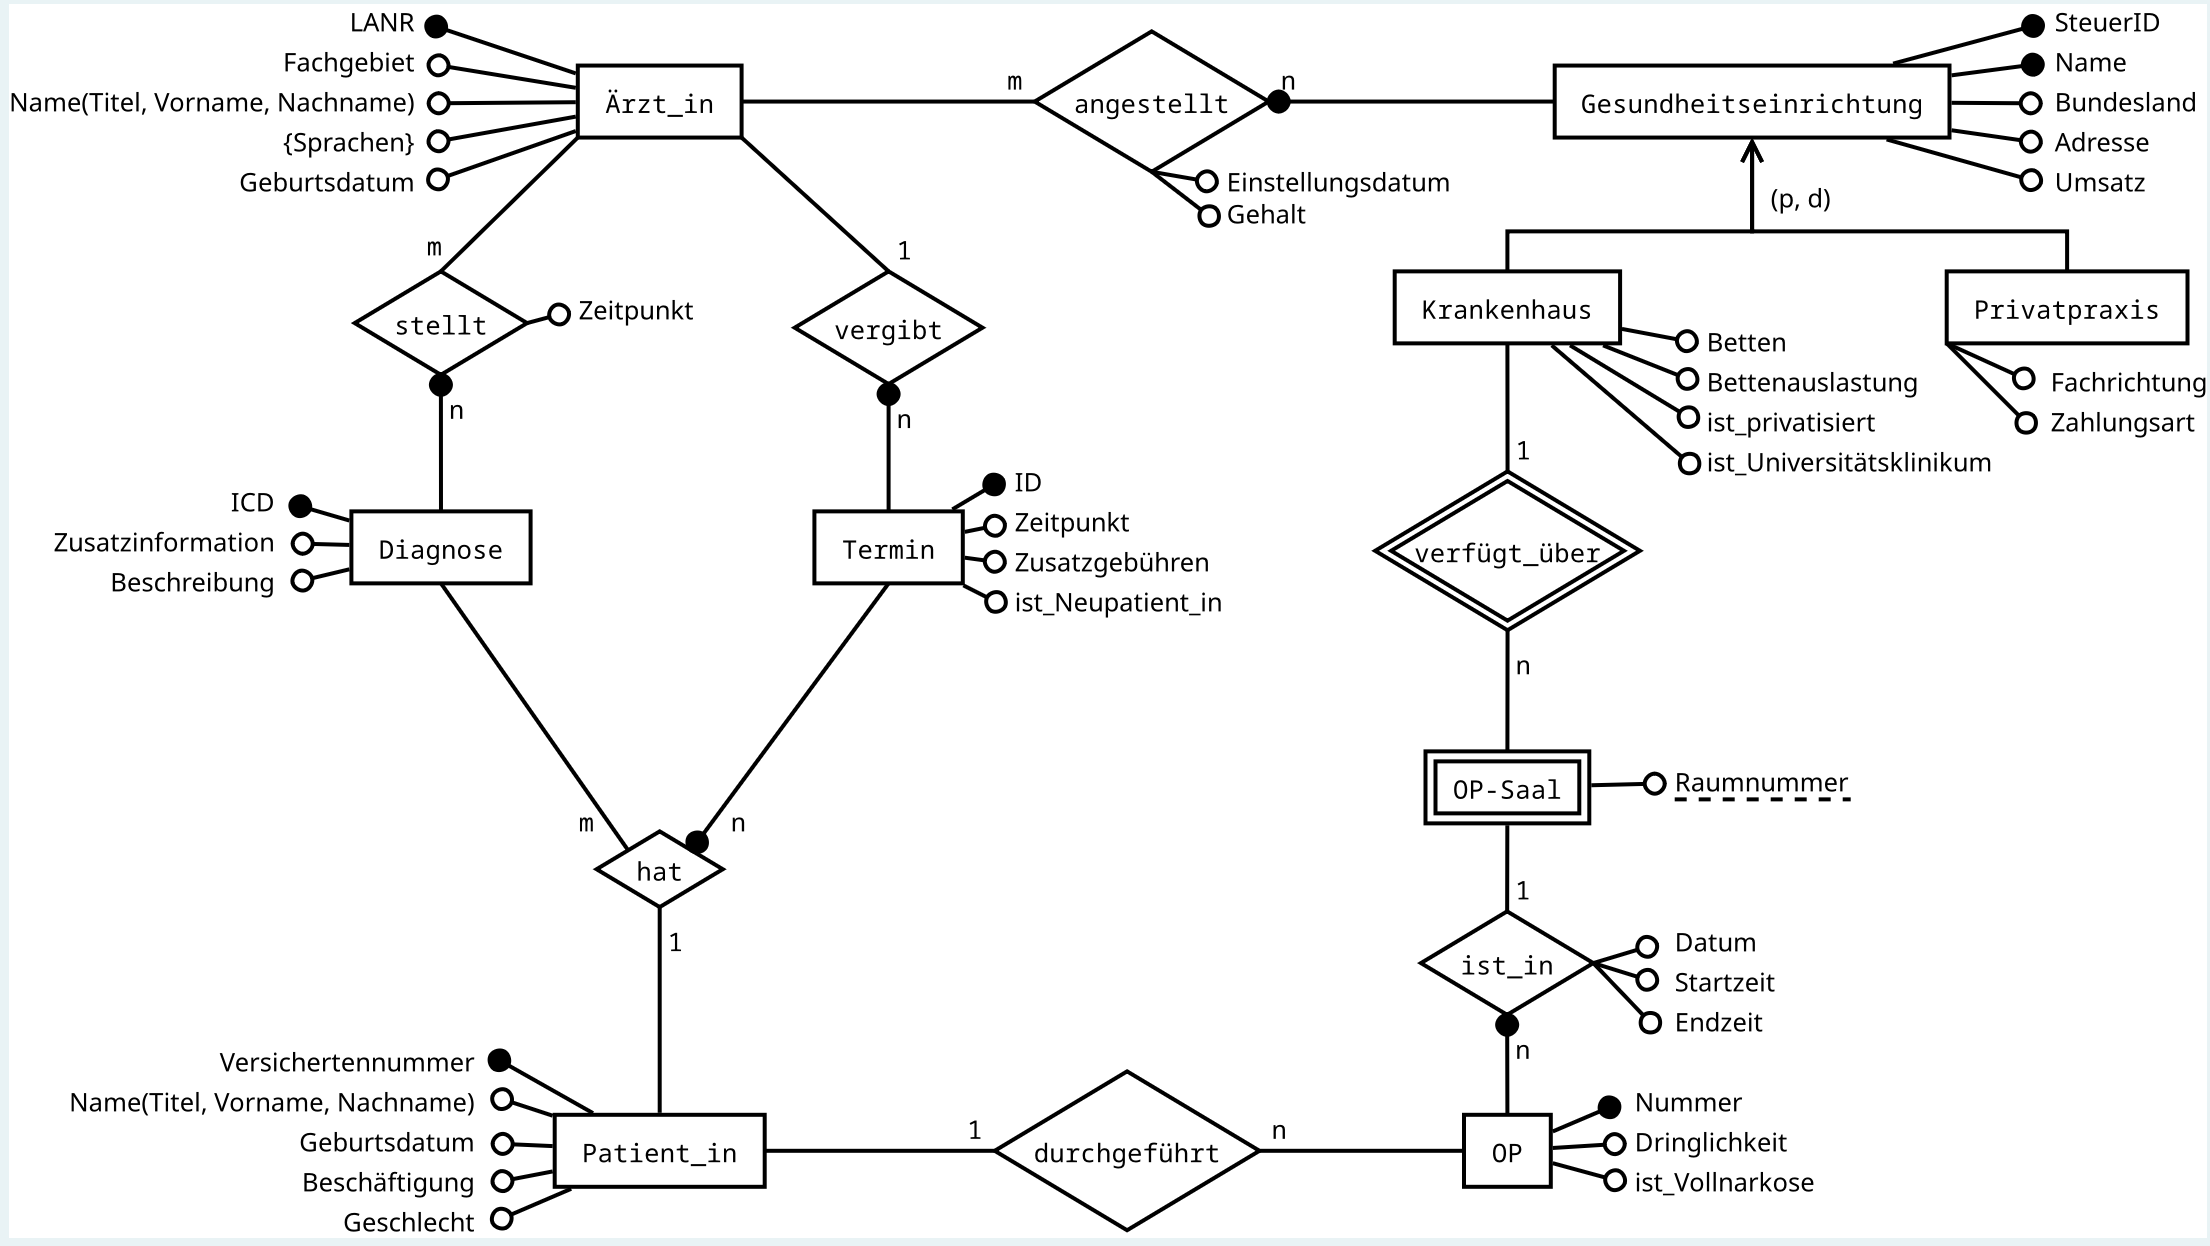 LANR
Fachgebiet
Name(Titel, Vorname, Nachname)
{Sprachen}
Geburtsdatum
Ärzt_in
m
angestellt
n
Einstellungsdatum
Gehalt
Gesundheitseinrichtung
SteuerID
Name
Bundesland
Adresse
Umsatz
(p, d)
m
stellt
Zeitpunkt
n
1
vergibt
n
Krankenhaus
Betten
Bettenauslastung
ist_privatisiert
ist_Universitätsklinikum
Privatpraxis
Fachrichtung
Zahlungsart
1
verfügt_über
n
ICD
Zusatzinformation
Beschreibung
Diagnose
Termin
ID
Zeitpunkt
Zusatzgebühren
ist_Neupatient_in
OP-Saal
Raumnummer
m
n
hat
1
1
ist_in
Datum
Startzeit
Endzeit
n
Versichertennummer
Name(Titel, Vorname, Nachname)
Geburtsdatum
Beschäftigung
Geschlecht
Patient_in
1
durchgeführt
n
OP
Nummer
Dringlichkeit
ist_Vollnarkose